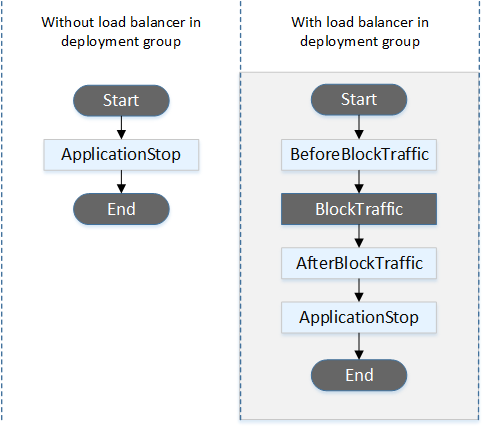 Without load balancer in
deployment group
Start
ApplicationStop
End
With load balancer in
deployment group
Start
BeforeBlockTraffic
BlockTraffic
AfterBlockTraffic
ApplicationStop
End